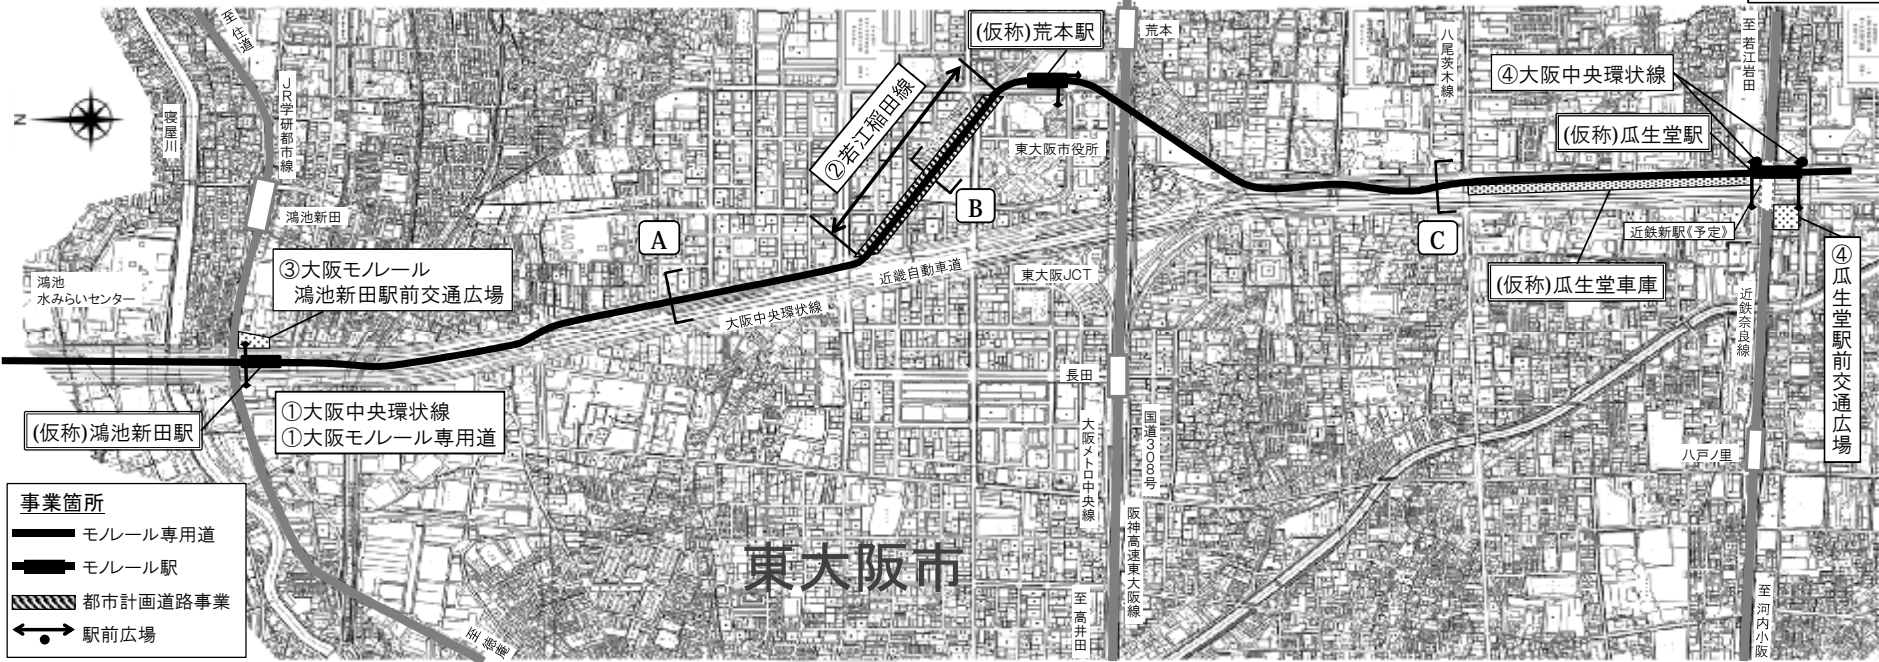 至住道
JR学研都市線
寝屋川
N
鴻池新田
鴻池
水みらいセンター
③大阪モノレール
鴻池新田駅前交通広場
(仮称)鴻池新田駅
①大阪中央環状線
①大阪モノレール専用道
A
②若江稲田線
B
(仮称)荒本駅
荒本
東大阪市役所
近畿自動車道
大阪中央環状線
東大阪JCT
長田
大阪メトロ中央線
国道308号
阪神高速東大阪線
至 高井田
八尾茨木線
C
④大阪中央環状線
(仮称)瓜生堂駅
至 若江岩田
近鉄新駅《予定》
(仮称)瓜生堂車庫
④瓜生堂駅前交通広場
近鉄奈良線
八戸ノ里
至 河内小阪
東大阪市
至徳庵
事業箇所
モノレール専用道
モノレール駅
都市計画道路事業
駅前広場